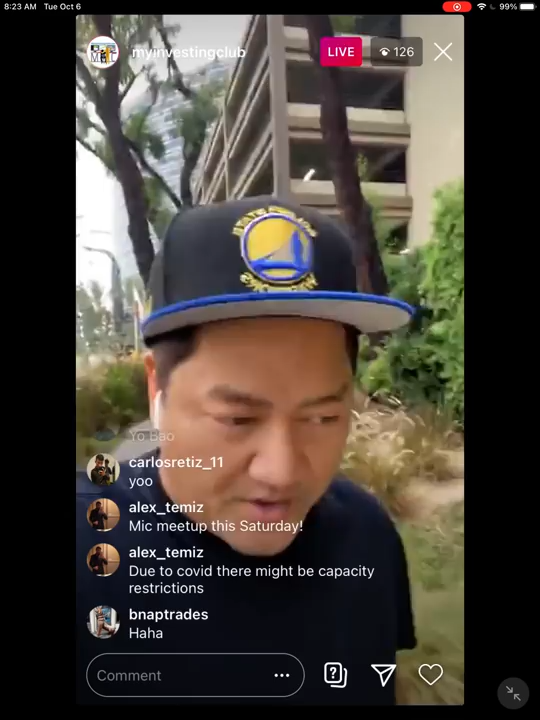 8:23 AM Tue Oct 6
99%
myinvestingclub
LIVE
126
Yo Bao
carlosretiz_11
yoo
alex_temiz
Mic meetup this Saturday!
alex_temiz
Due to covid there might be capacity
restrictions
bnaptrades
Haha
Comment